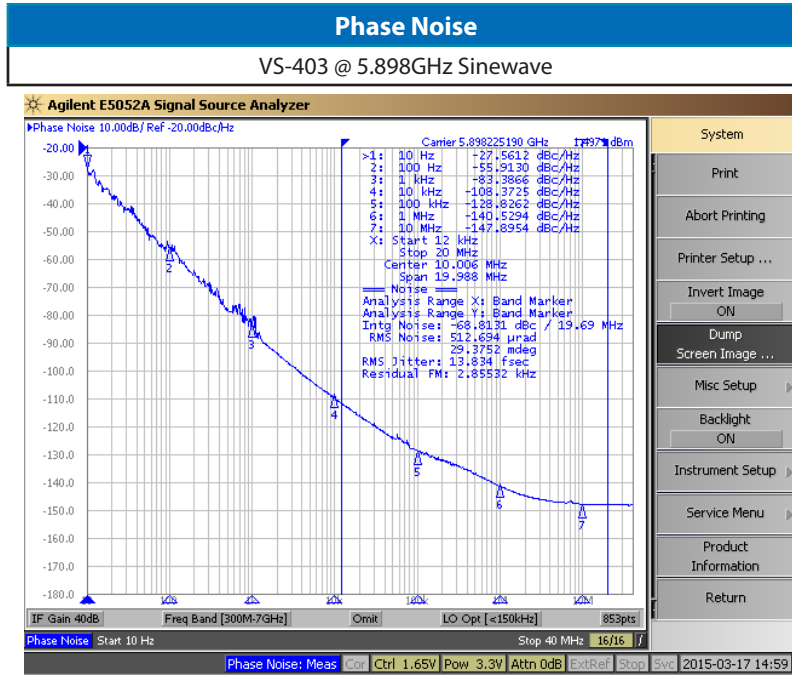 Phase Noise
VS-403 @ 5.898GHz Sinewave
Agilent E5052A Signal Source Analyzer
Phase Noise 10.00dB/ Ref -20.00dBc/Hz
Carrier 5.898225190 GHz
dBm
-20.00
-30.00
-40.00
-50.00
-60.00
-70.00
-80.00
-90.00
-100.0
-110.0
-120.0
-130.0
-140.0
-150.0
-160.0
-170.0
-180.0
>1: 10 Hz -27.5612 dBc/Hz
2: 100 Hz -55.9130 dBc/Hz
3: 1 kHz -83.3866 dBc/Hz
4: 10 kHz -108.3725 dBc/Hz
5: 100 kHz -128.8262 dBc/Hz
6: 1 MHz -140.5294 dBc/Hz
7: 10 MHz -147.8954 dBc/Hz
X: Start 12 kHz
Stop 20 MHz
Center 10.006 MHz
Span 19.988 MHz
=== Noise ===
Analysis Range X: Band Marker
Analysis Range Y: Band Marker
Intg Noise: -68.8131 dBc / 19.69 MHz
RMS Noise: 512.694 µrad
29.3752 mdeg
RMS Jitter: 13.834 fsec
Residual FM: 2.85532 kHz
2
3
4
5
6
7
IF Gain 40dB
Freq Band [300M-7GHz]
Omit
LO Opt [<150kHz]
853pts
Phase Noise Start 10 Hz
Stop 40 MHz
16/16
Phase Noise: Meas
Cor
Ctrl 1.65V
Pow 3.3V
Attn 0dB
ExtRef
Stop
Svc
2015-03-17 14:59
System
Print
Abort Printing
Printer Setup ...
Invert Image
ON
Dump
Screen Image ...
Misc Setup
Backlight
ON
Instrument Setup
Service Menu
Product
Information
Return